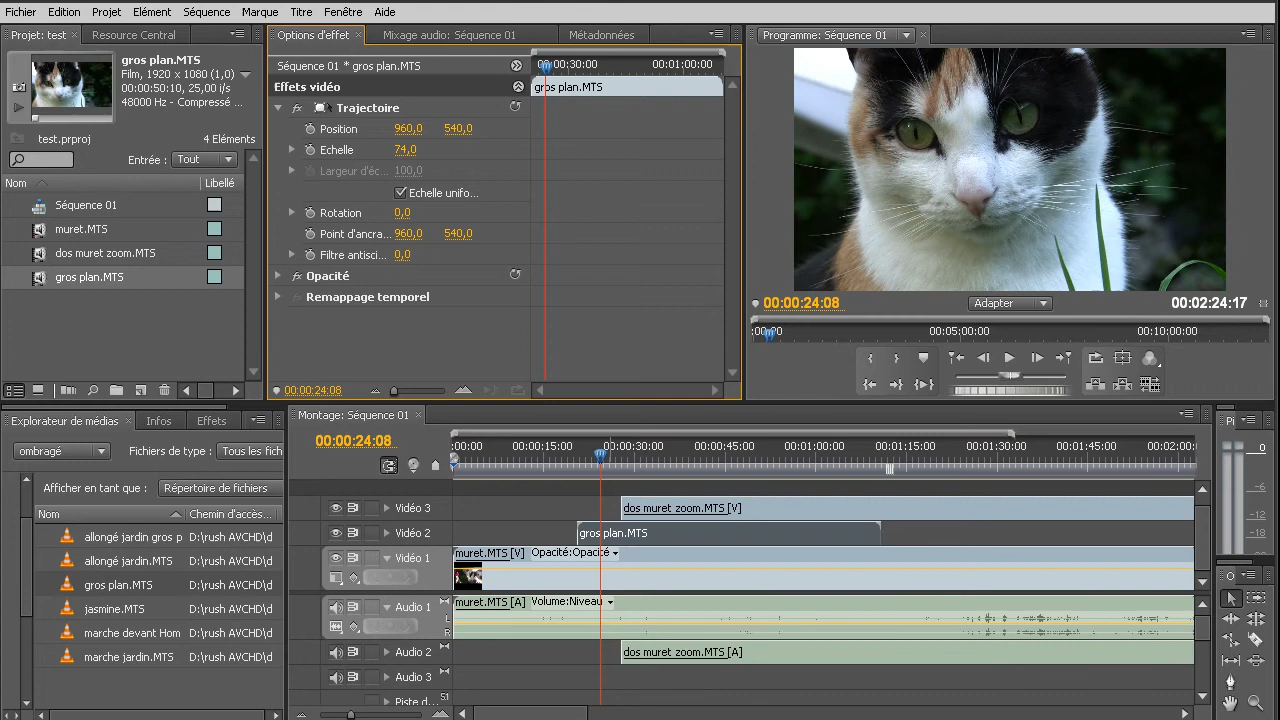 Fichier Edition Projet Elément Séquence Marque Titre Fenêtre Aide
Projet: test
Resource Central
gros plan.MTS
Film, 1920 x 1080 (1,0)
00:00:50:10, 25,00 i/s
48000 Hz - Compressé ...
test.prproj
4 Eléments
Entrée : Tout
Nom
Libellé
Séquence 01
muret.MTS
dos muret zoom.MTS
gros plan.MTS
Options d'effet
Mixage audio: Séquence 01
Métadonnées
Séquence 01 * gros plan.MTS
00:00:30:00
00:01:00:00
Effets vidéo
gros plan.MTS
fx Trajectoire
Position 960,0 540,0
Echelle 74,0
Largeur d'éc... 100,0
Echelle unifo...
Rotation 0,0
Point d'ancra... 960,0 540,0
Filtre antisci... 0,0
fx Opacité
Remappage temporel
00:00:24:08
Programme: Séquence 01
00:00:24:08
Adapter
00:02:24:17
;00:00
00:05:00:00
00:10:00:00
Explorateur de médias
Infos
Effets
ombragé
Fichiers de type : Tous les fich
Afficher en tant que : Répertoire de fichiers
Nom
Chemin d'accès...
allongé jardin gros p D:\rush AVCHD\d
allongé jardin.MTS D:\rush AVCHD\d
gros plan.MTS D:\rush AVCHD\d
jasmine.MTS D:\rush AVCHD\d
marche devant Hom D:\rush AVCHD\d
marche jardin.MTS D:\rush AVCHD\d
Montage: Séquence 01
00:00:24:08
:00:00 00:00:15:00 00:00:30:00 00:00:45:00 00:01:00:00 00:01:15:00 00:01:30:00 00:01:45:00 00:02:00:
Vidéo 3
dos muret zoom.MTS [V]
Vidéo 2
gros plan.MTS
Vidéo 1
muret.MTS [V] Opacité:Opacité
Audio 1
muret.MTS [A] Volume:Niveau
L
R
Audio 2
dos muret zoom.MTS [A]
Audio 3
Piste d...
5.1
Pi
0
-6
-12
-18
O